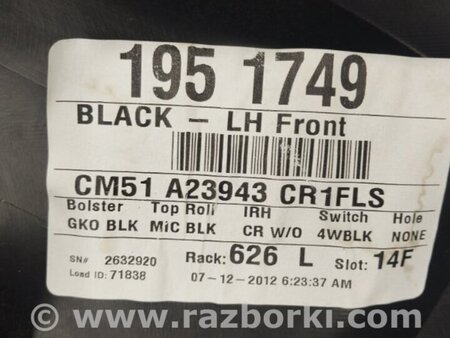 195 1749
BLACK - LH Front
CM51 A23943 CR1FLS
Bolster Top Roll IRH Switch Hole
GKO BLK MiC BLK CR W/O 4WBLK NONE
SN# 2632920 Rack: 626 L Slot: 14F
Load ID: 71838 07-12-2012 6:23:37 AM
www.razborki.com